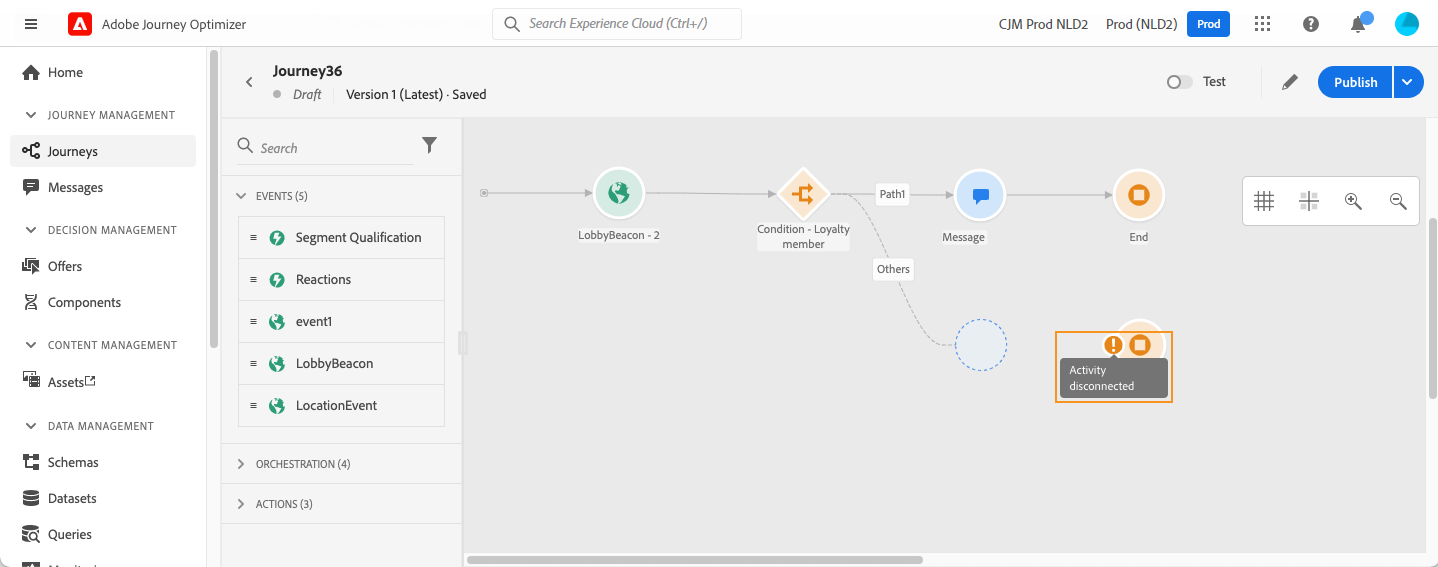 Adobe Journey Optimizer
Search Experience Cloud (Ctrl+/)
CJM Prod NLD2
Prod (NLD2)
Prod
Home
JOURNEY MANAGEMENT
Journeys
Messages
DECISION MANAGEMENT
Offers
Components
CONTENT MANAGEMENT
Assets
DATA MANAGEMENT
Schemas
Datasets
Queries
Journey36
Draft
Version 1 (Latest) · Saved
Test
Publish
Search
EVENTS (5)
Segment Qualification
Reactions
event1
LobbyBeacon
LocationEvent
ORCHESTRATION (4)
ACTIONS (3)
LobbyBeacon - 2
Condition - Loyalty
member
Path1
Others
Message
End
Activity
disconnected